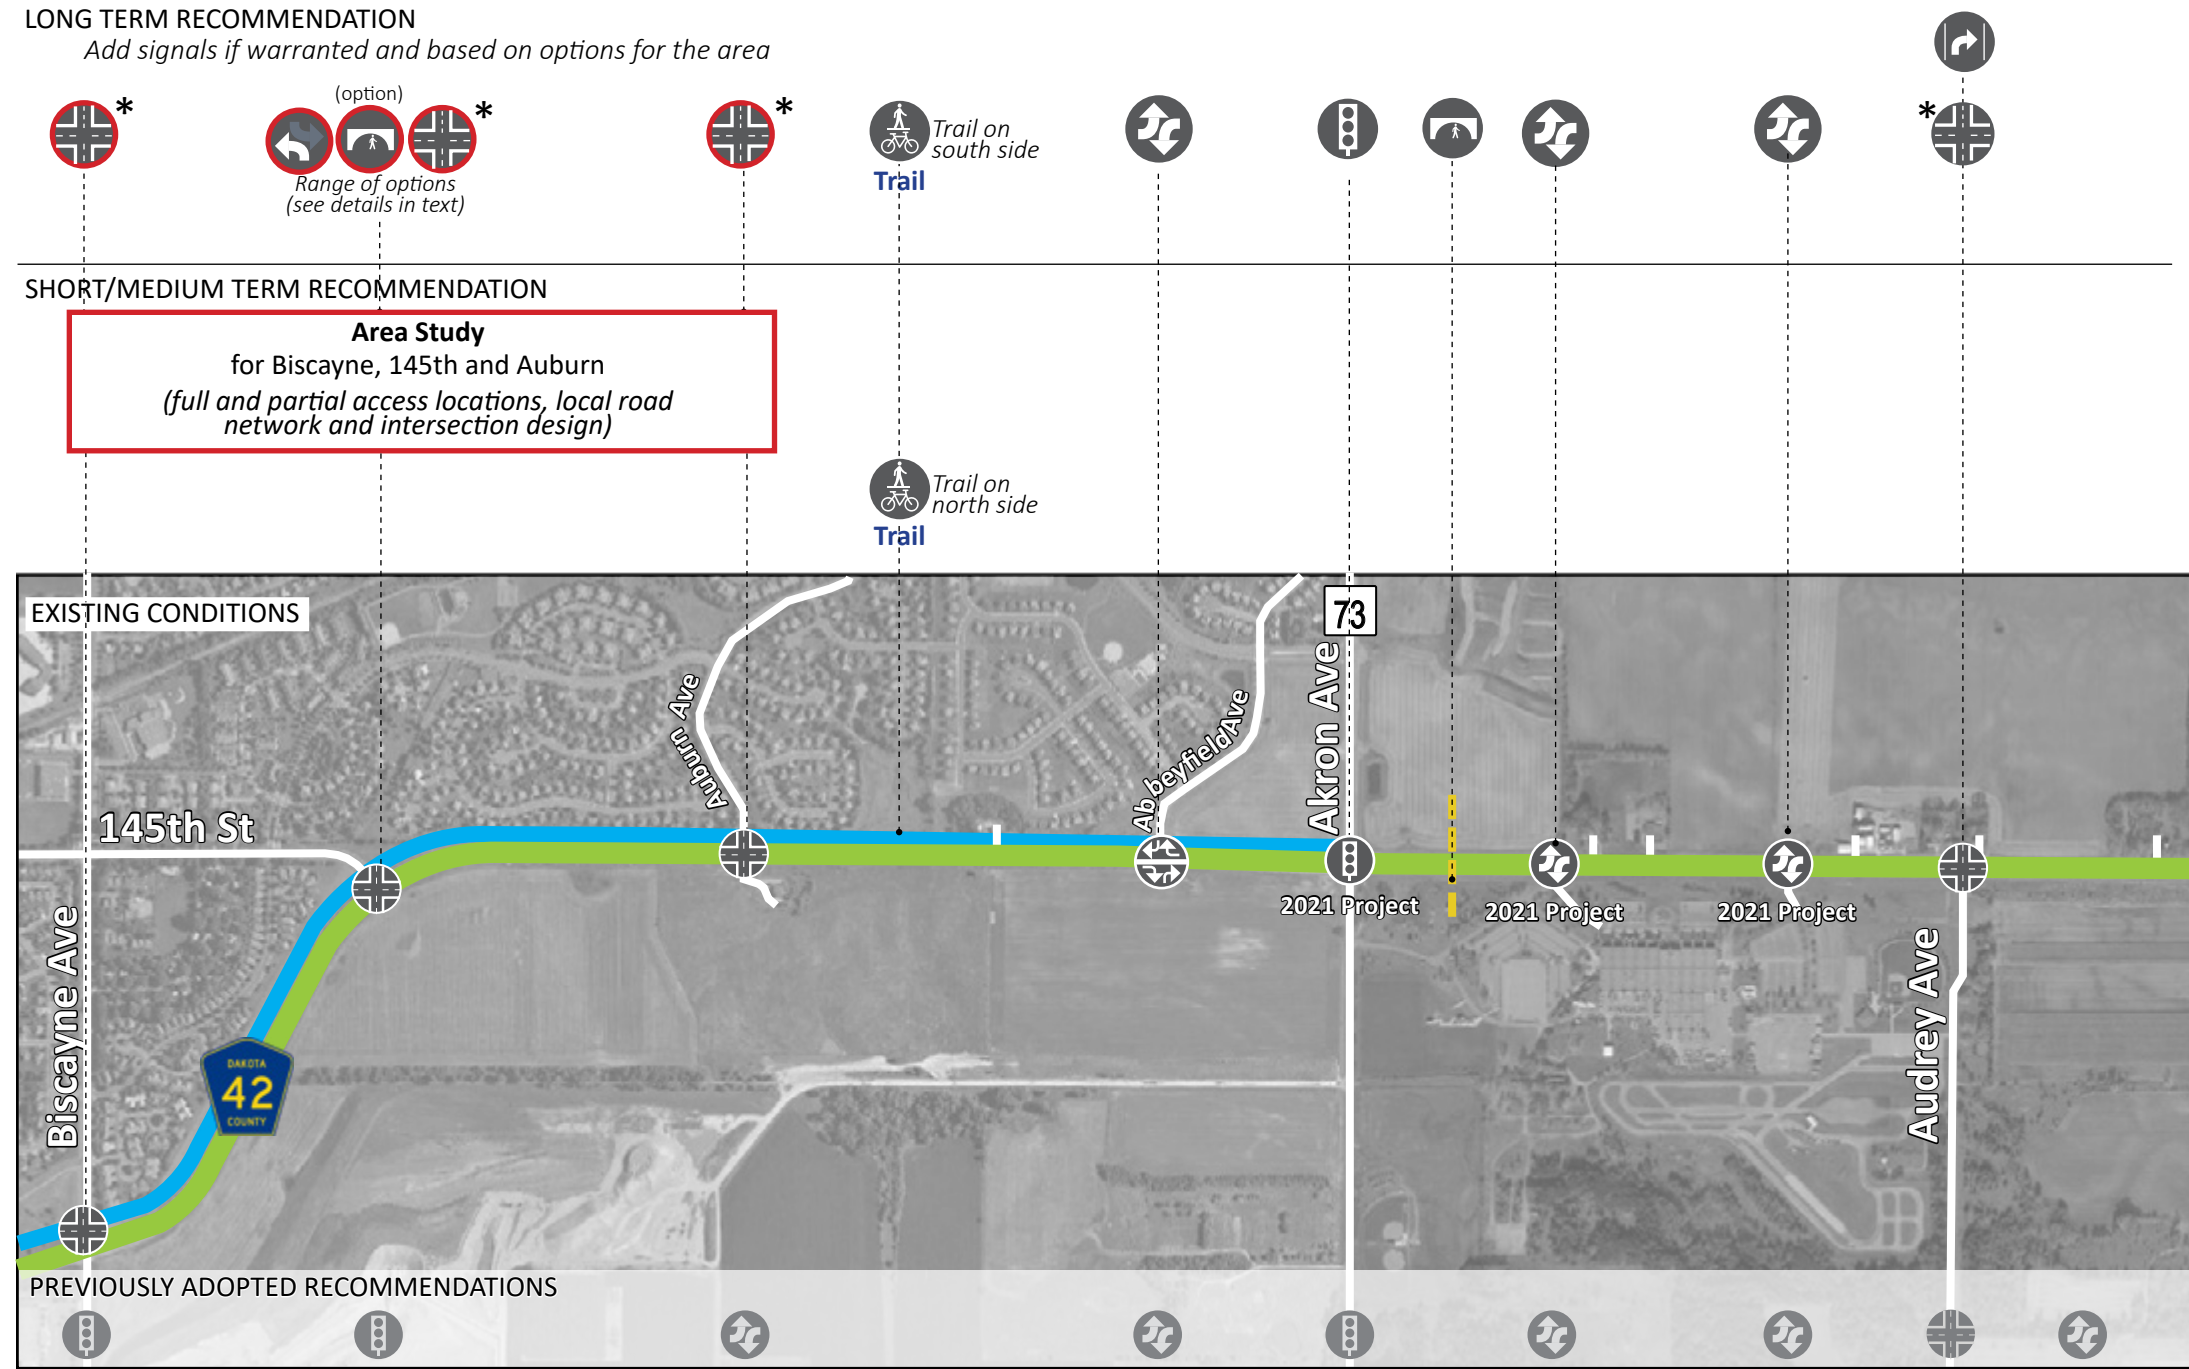 LONG TERM RECOMMENDATION
Add signals if warranted and based on options for the area
*
(option)
*
Range of options
(see details in text)
*
Trail on
south side
Trail
*
SHORT/MEDIUM TERM RECOMMENDATION
Area Study
for Biscayne, 145th and Auburn
(full and partial access locations, local road
network and intersection design)
Trail on
north side
Trail
EXISTING CONDITIONS
73
Auburn Ave
Abbeyfield Ave
Akron Ave
145th St
2021 Project
2021 Project
2021 Project
Biscayne Ave
Audrey Ave
DAKOTA
42
COUNTY
PREVIOUSLY ADOPTED RECOMMENDATIONS